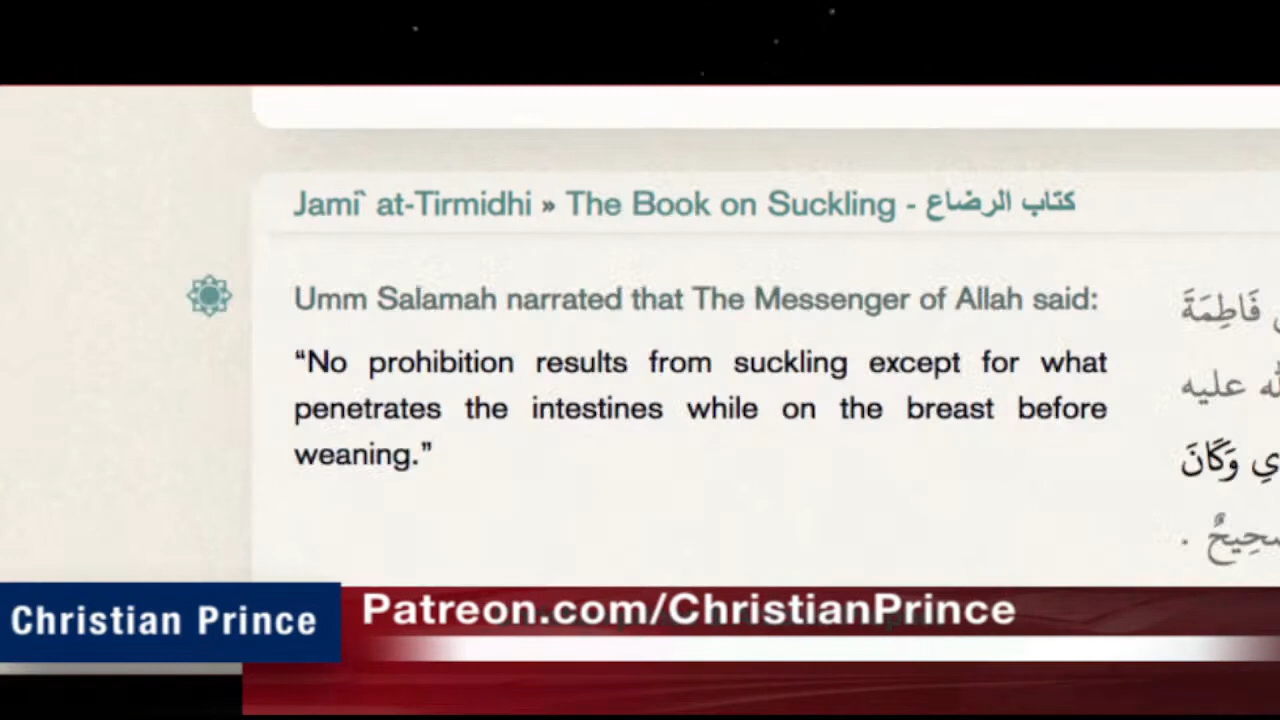 Jami` at-Tirmidhi » The Book on Suckling - كتاب الرضاع
Umm Salamah narrated that The Messenger of Allah said:
“No prohibition results from suckling except for what
penetrates the intestines while on the breast before
weaning.”
فَاطِمَةَ
عليه
وَكَانَ
Christian Prince
Patreon.com/ChristianPrince